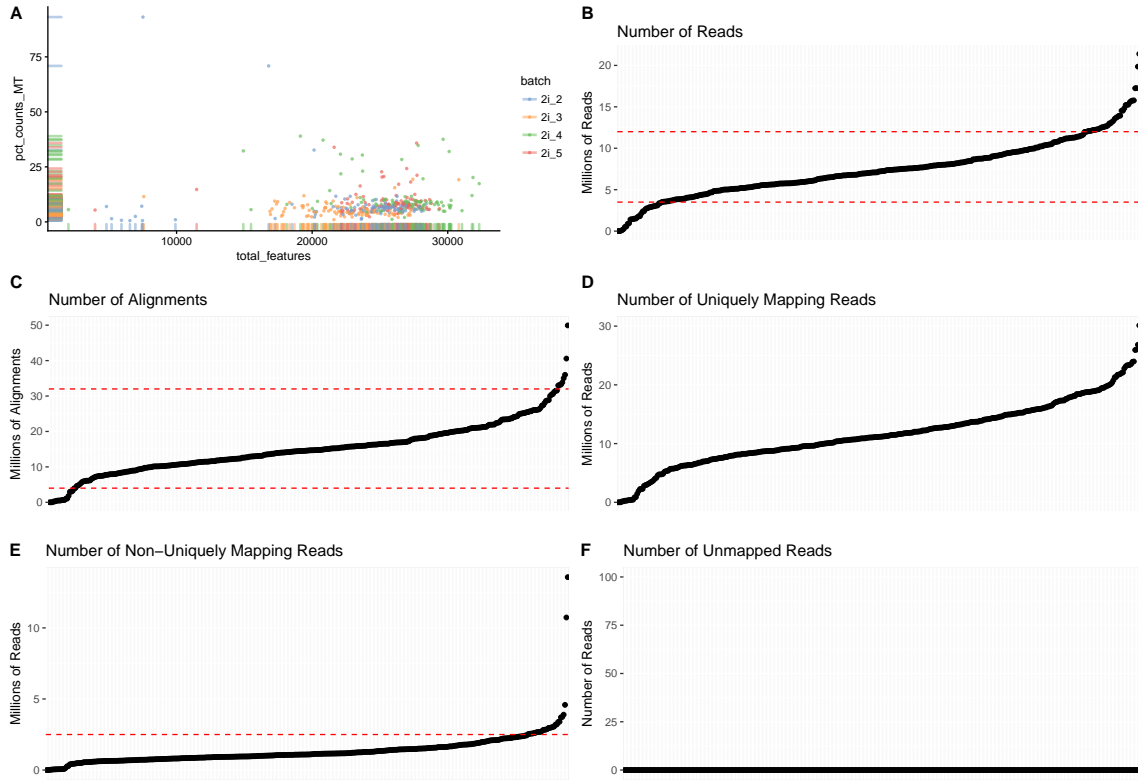 A
75
50
25
0
pct_counts_MT
10000
20000
30000
total_features
batch
2i_2
2i_3
2i_4
2i_5
B
Number of Reads
20
15
10
5
0
Millions of Reads
C
Number of Alignments
50
40
30
20
10
0
Millions of Alignments
D
Number of Uniquely Mapping Reads
30
20
10
0
Millions of Reads
E
Number of Non−Uniquely Mapping Reads
10
5
0
Millions of Reads
F
Number of Unmapped Reads
100
75
50
25
0
Number of Reads